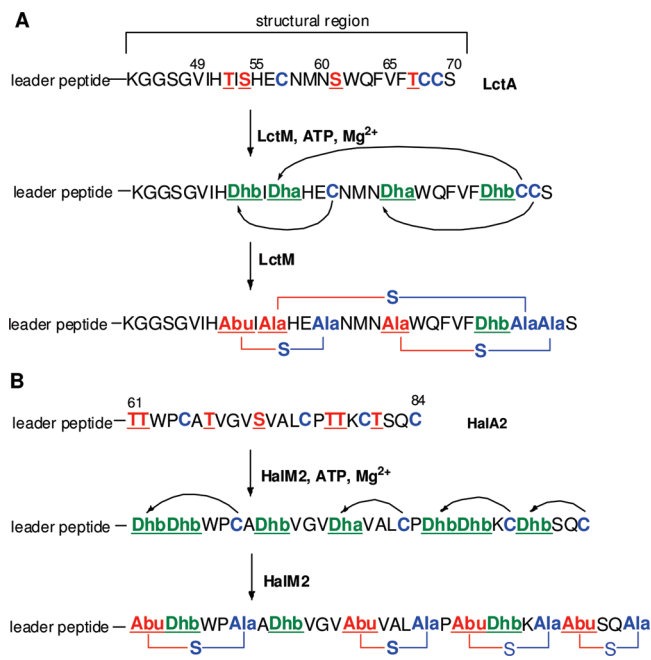 A
structural region
49 55 60 65 70
leader peptide—KGGSGVIHTISHECNMNSWQFVFTCCS LctA
LctM, ATP, Mg2+
leader peptide—KGGSGVIHDhbIDhaHECNMNDhaWQFVFDhbCCS
LctM
S
leader peptide—KGGSGVIHAbuIAlaHEAlaNMNAlaWQFVFDhbAlaAlaS
S S
B
61 84
leader peptide—TTWPCATVGVSVALCPTTKCTSQC HalA2
HalM2, ATP, Mg2+
leader peptide—DhbDhbWPCADhbVGVDhaVALCPDhbDhbKCDhbSQC
HalM2
leader peptide—AbuDhbWPAlaADhbVGVAbuVALAlaPAbuDhbKAlaAbuSQAla
S S S S